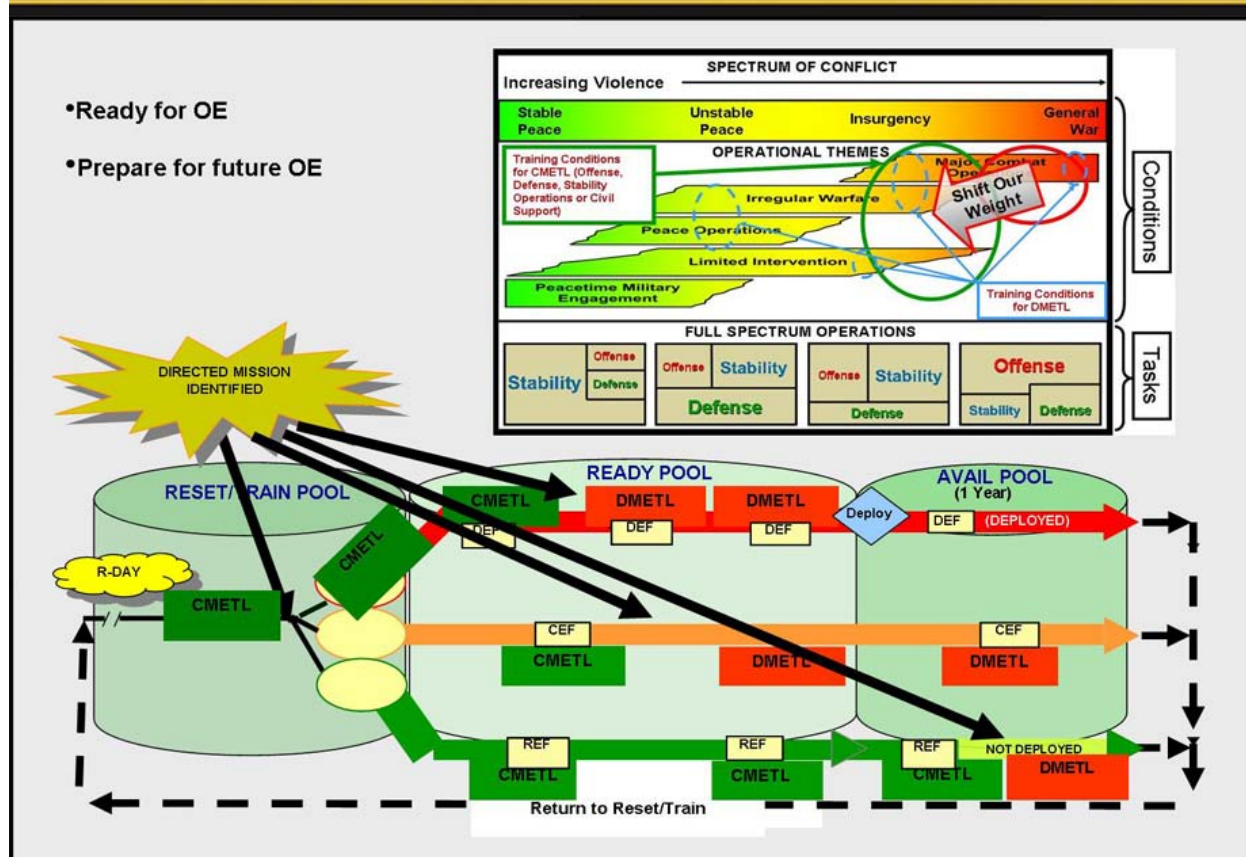 •Ready for OE
•Prepare for future OE
SPECTRUM OF CONFLICT
Increasing Violence
Stable
Peace
Unstable
Peace
Insurgency
General
War
OPERATIONAL THEMES
Training Conditions
for CMETL (Offense,
Defense, Stability
Operations or Civil
Support)
Major Combat
Shift Our
Weight
Irregular Warfare
Peace Operations
Limited Intervention
Peacetime Military
Engagement
Training Conditions
for DMETL
Conditions
FULL SPECTRUM OPERATIONS
Stability
Offense
Defense
Offense
Stability
Defense
Offense
Stability
Defense
Offense
Stability
Defense
Tasks
DIRECTED MISSION
IDENTIFIED
RESET/TRAIN POOL
READY POOL
AVAIL POOL
(1 Year)
R-DAY
CMETL
CMETL
CMETL
DEF
DMETL
DEF
DMETL
DEF
Deploy
DEF
(DEPLOYED)
CEF
CMETL
DMETL
CEF
DMETL
REF
CMETL
REF
CMETL
REF
CMETL
NOT DEPLOYED
DMETL
Return to Reset/Train